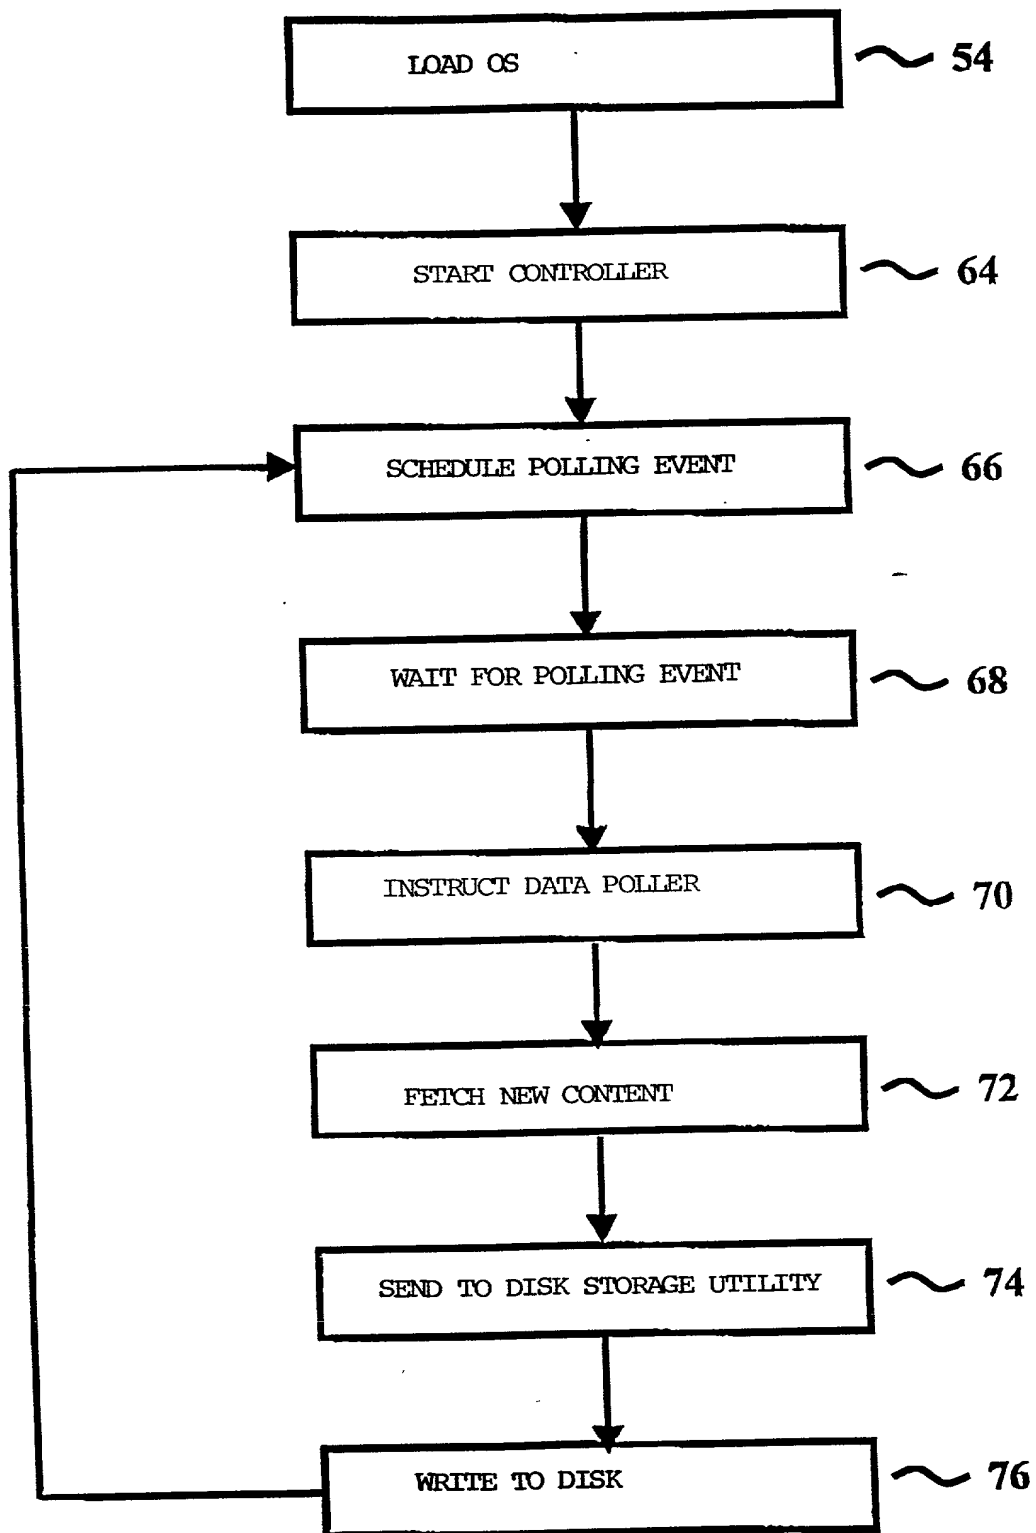 LOAD OS 54
START CONTROLLER 64
SCHEDULE POLLING EVENT 66
WAIT FOR POLLING EVENT 68
INSTRUCT DATA POLLER 70
FETCH NEW CONTENT 72
SEND TO DISK STORAGE UTILITY 74
WRITE TO DISK 76